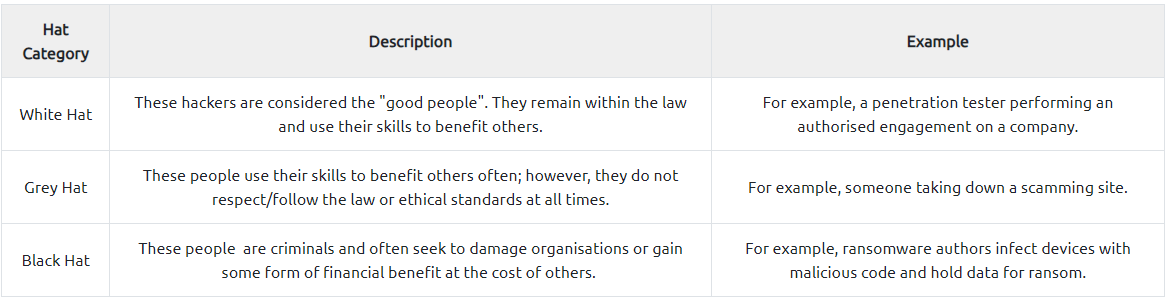 Hat
Category
Description
Example
White Hat
These hackers are considered the "good people". They remain within the law
and use their skills to benefit others.
For example, a penetration tester performing an
authorised engagement on a company.
Grey Hat
These people use their skills to benefit others often; however, they do not
respect/follow the law or ethical standards at all times.
For example, someone taking down a scamming site.
Black Hat
These people  are criminals and often seek to damage organisations or gain
some form of financial benefit at the cost of others.
For example, ransomware authors infect devices with
malicious code and hold data for ransom.